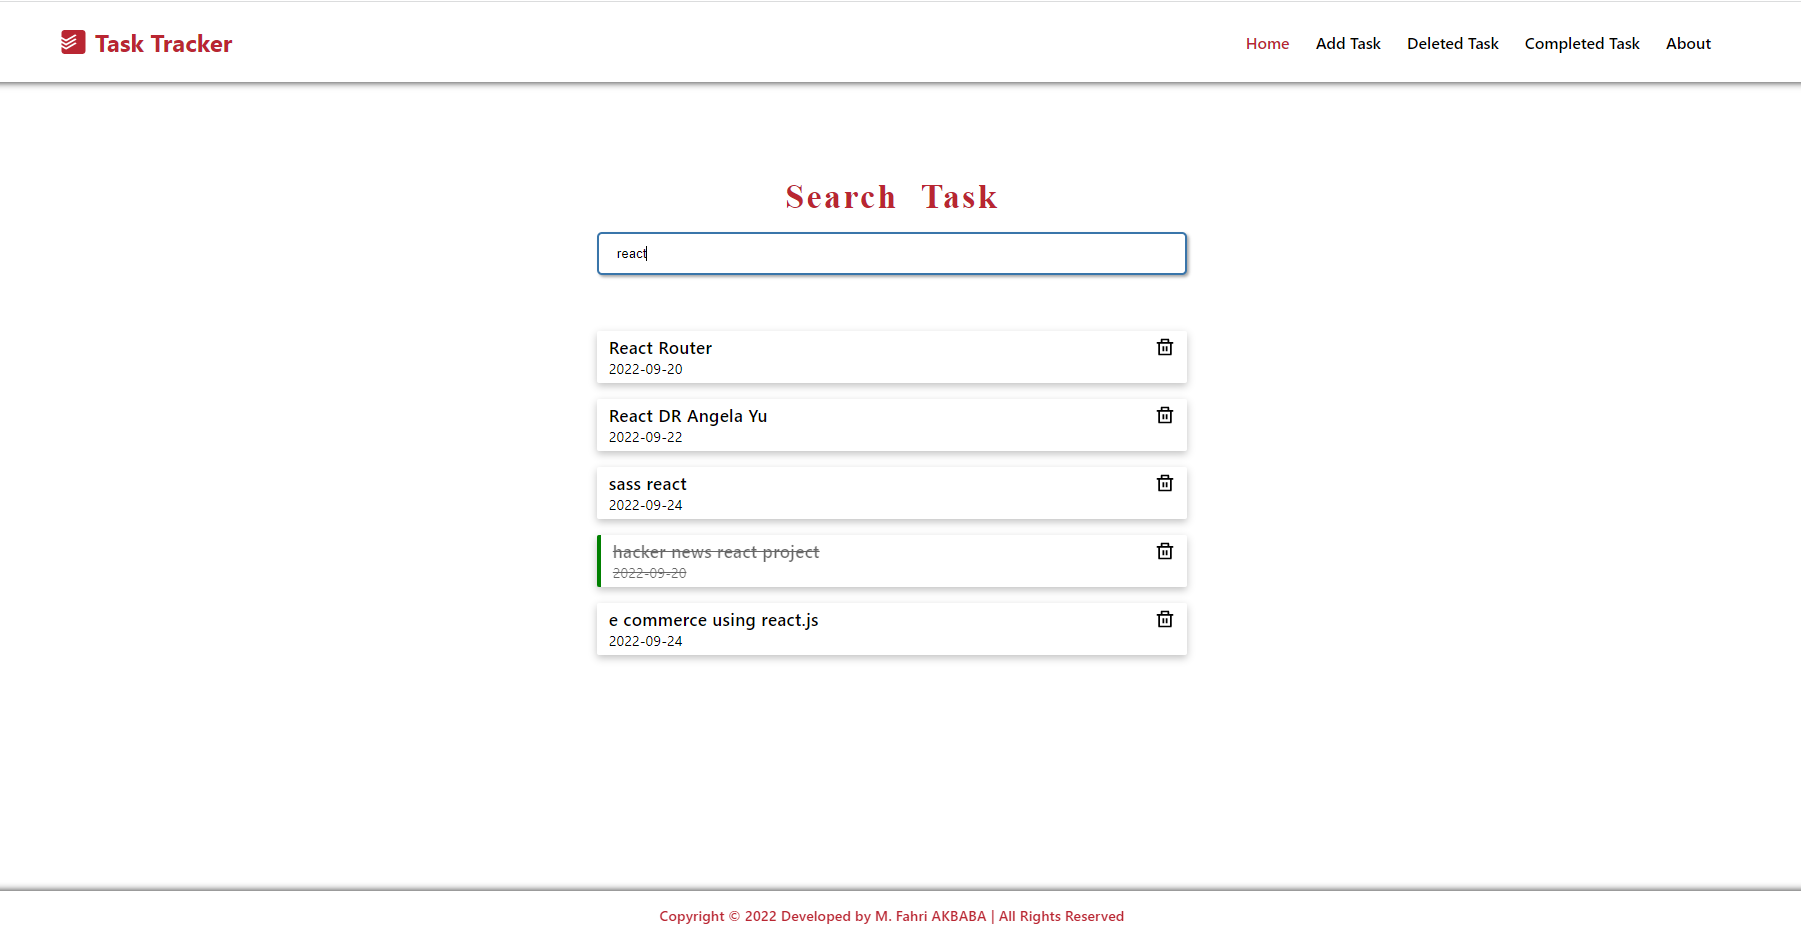 Task Tracker
Home Add Task Deleted Task Completed Task About
Search Task
react
React Router
2022-09-20
React DR Angela Yu
2022-09-22
sass react
2022-09-24
hacker news react project
2022-09-20
e commerce using react.js
2022-09-24
Copyright © 2022 Developed by M. Fahri AKBABA | All Rights Reserved